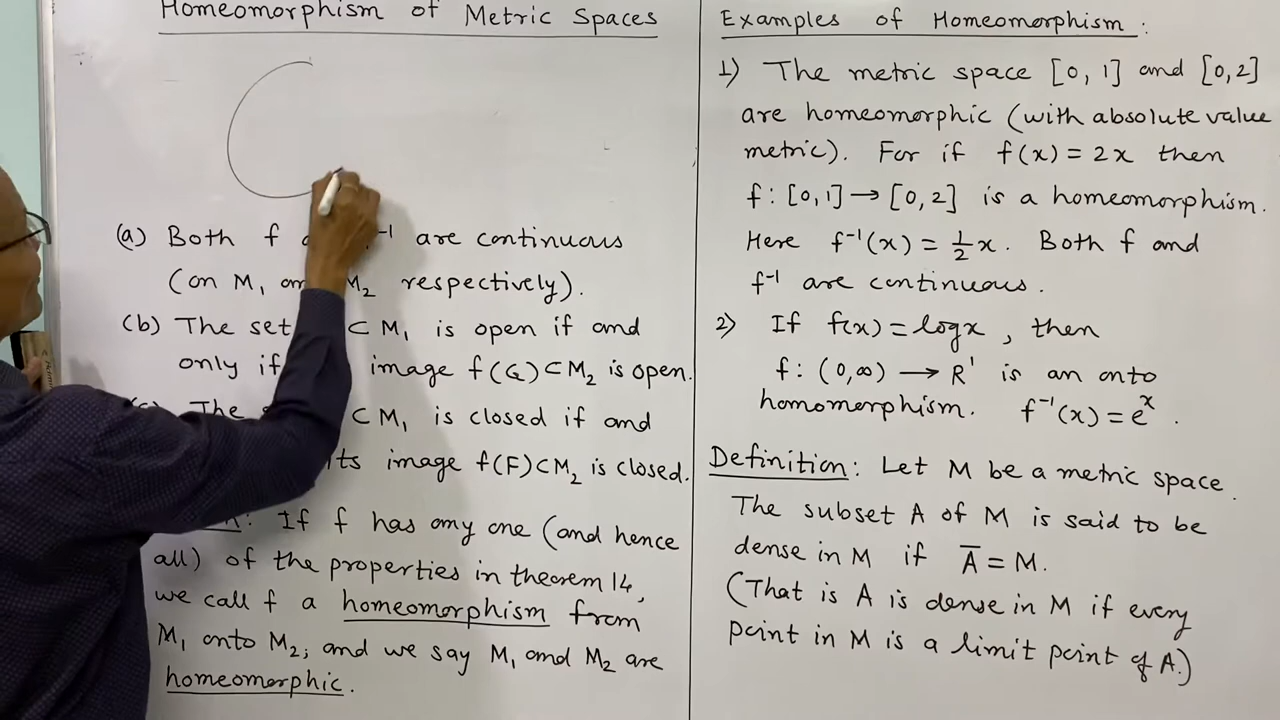 Homeomorphism of Metric Spaces
(a) Both f are continuous
(on M₁ M₂ respectively).
(b) The set ⊂ M₁ is open if and
only if image f(G)⊂M₂ is open.
The ⊂ M₁ is closed if and
its image f(F)⊂M₂ is closed.
: If f has any one (and hence
all) of the properties in theorem 14,
we call f a homeomorphism from
M₁ onto M₂, and we say M₁ and M₂ are
homeomorphic.
Examples of Homeomorphism :
1) The metric space [0, 1] and [0,2]
are homeomorphic (with absolute value
metric). For if f(x) = 2x then
f : [0,1] → [0,2] is a homeomorphism.
Here f⁻¹(x) = ½x. Both f and
f⁻¹ are continuous.
2) If f(x) = log x , then
f : (0,∞) → R' is an onto
homomorphism. f⁻¹(x) = eˣ .
Definition : Let M be a metric space.
The subset A of M is said to be
dense in M if A̅ = M.
(That is A is dense in M if every
point in M is a limit point of A.)